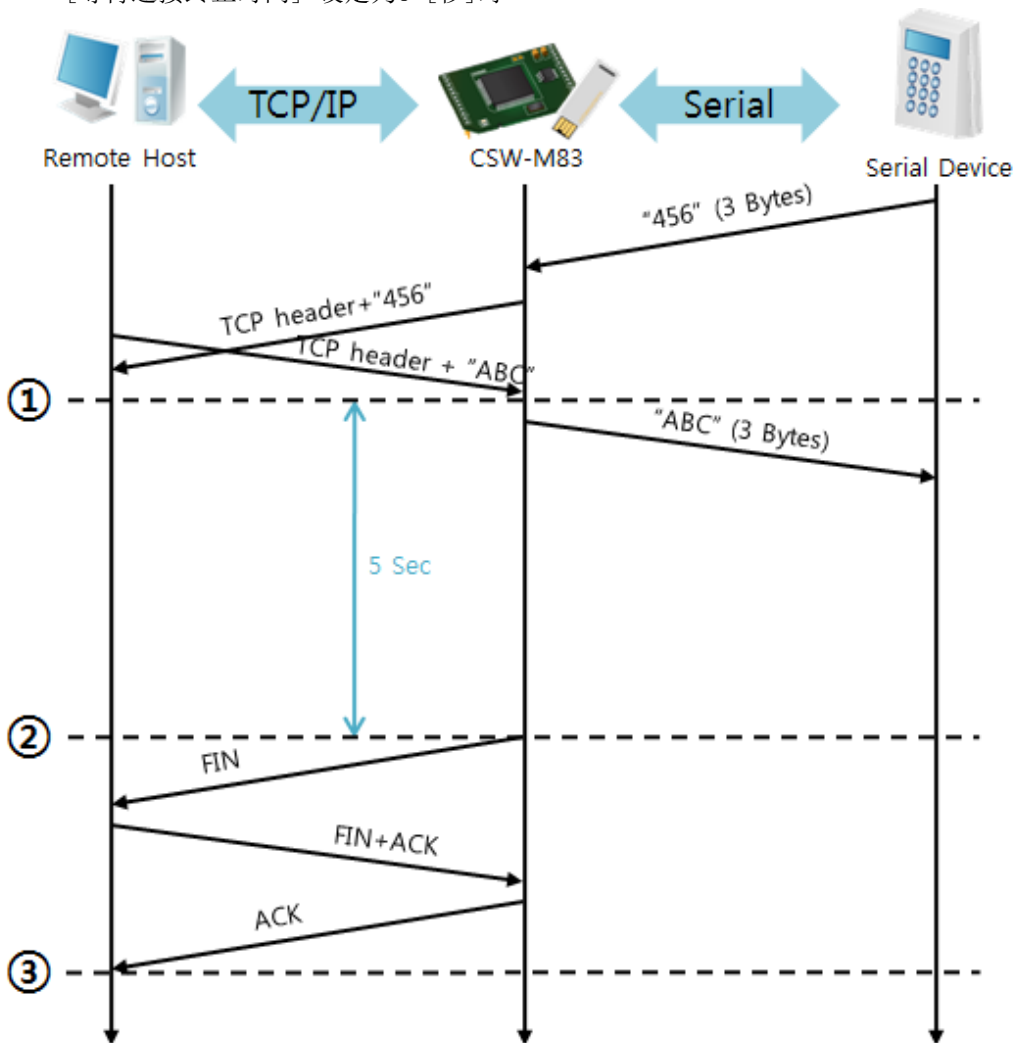 TCP/IP
Serial
Remote Host
CSW-M83
Serial Device
"456" (3 Bytes)
TCP header+"456"
TCP header + "ABC"
①
"ABC" (3 Bytes)
5 Sec
②
FIN
FIN+ACK
ACK
③